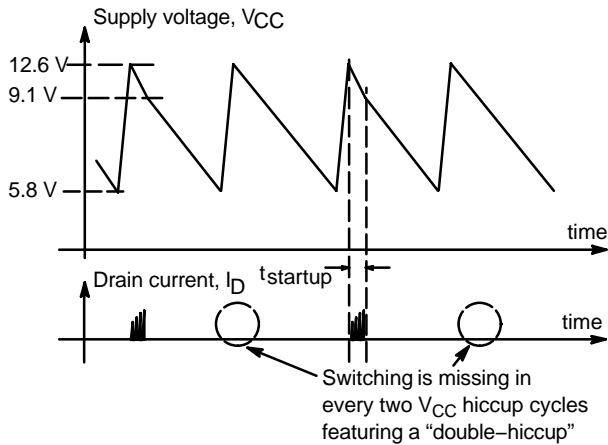 Supply voltage, VCC
12.6 V
9.1 V
5.8 V
time
Drain current, ID
tstartup
time
Switching is missing in
every two VCC hiccup cycles
featuring a “double−hiccup”